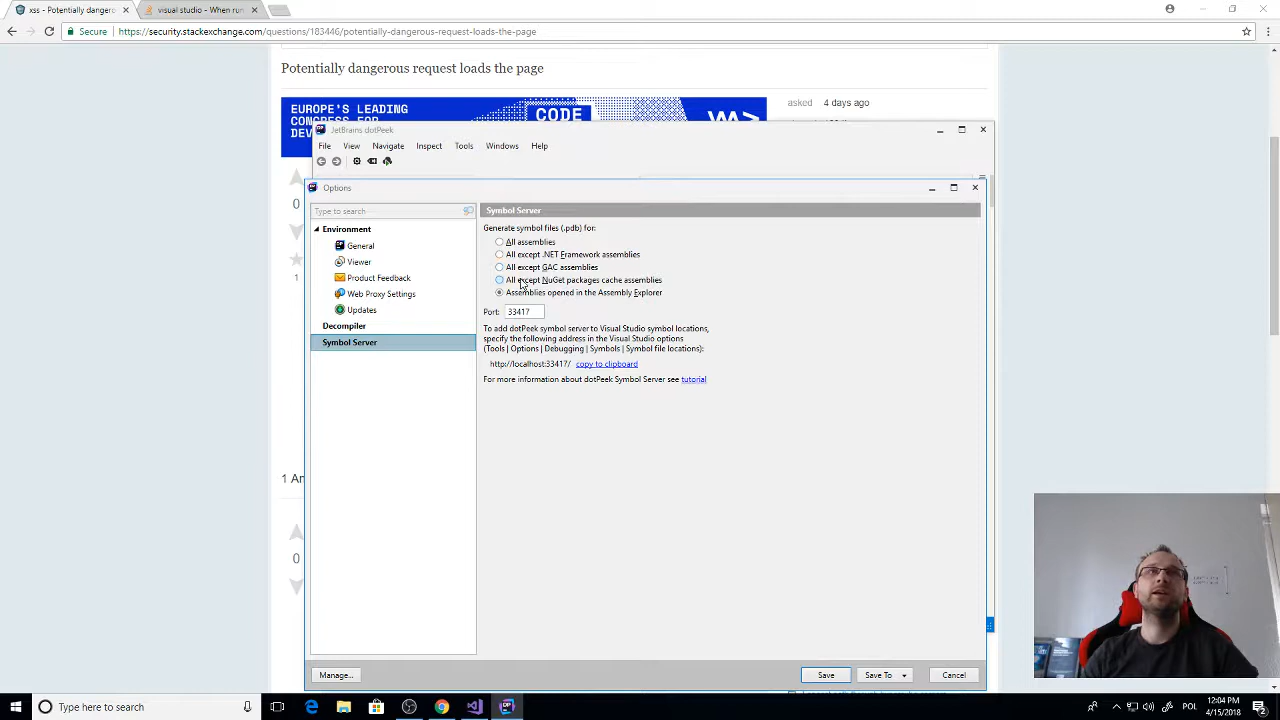 xss - Potentially dangero
visual studio - When run
Secure
https://security.stackexchange.com/questions/183446/potentially-dangerous-request-loads-the-page
Potentially dangerous request loads the page
EUROPE'S LEADING
CONGRESS FOR
CODE
asked 4 days ago
JetBrains dotPeek
File View Navigate Inspect Tools Windows Help
Options
Type to search
Environment
General
Viewer
Product Feedback
Web Proxy Settings
Updates
Decompiler
Symbol Server
Symbol Server
Generate symbol files (.pdb) for:
All assemblies
All except .NET Framework assemblies
All except GAC assemblies
All except NuGet packages cache assemblies
Assemblies opened in the Assembly Explorer
Port: 33417
To add dotPeek symbol server to Visual Studio symbol locations,
specify the following address in the Visual Studio options
(Tools | Options | Debugging | Symbols | Symbol file locations):
http://localhost:33417/ copy to clipboard
For more information about dotPeek Symbol Server see tutorial
0
1
1 An
0
Manage...
Save
Save To
Cancel
Type here to search
POL
12:04 PM
4/15/2018
2